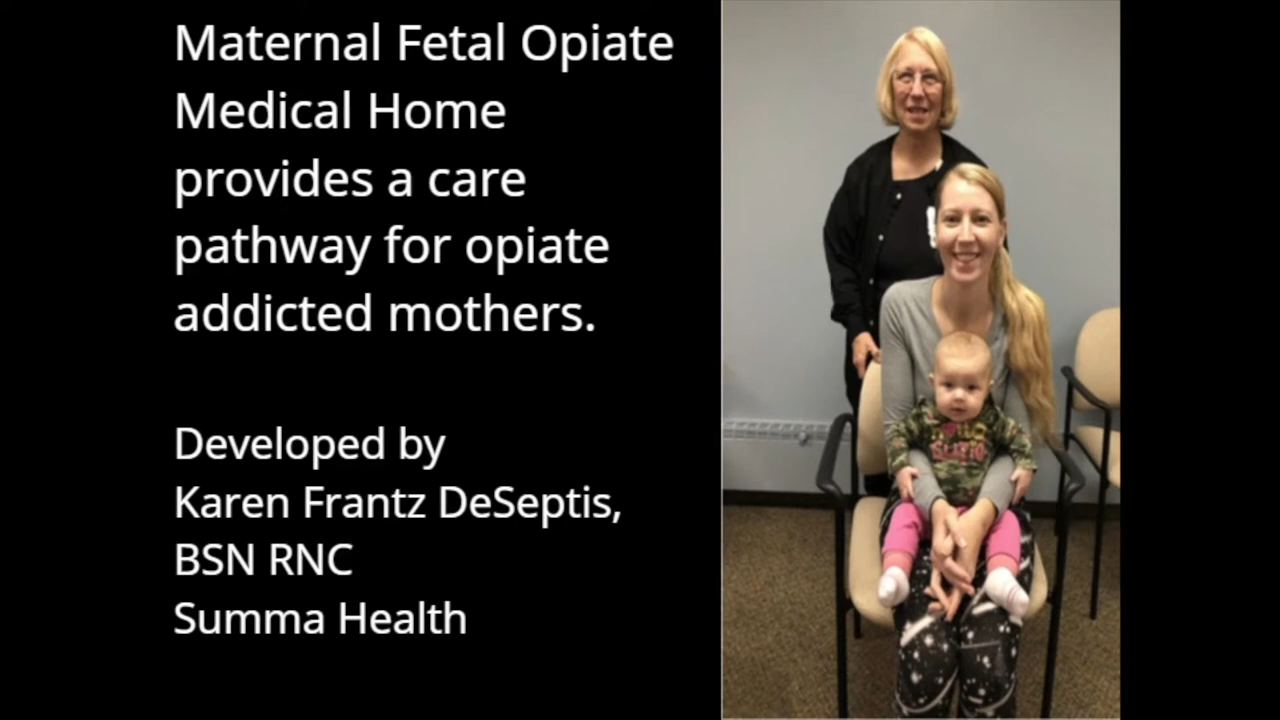 Maternal Fetal Opiate
Medical Home
provides a care
pathway for opiate
addicted mothers.
Developed by
Karen Frantz DeSeptis,
BSN RNC
Summa Health